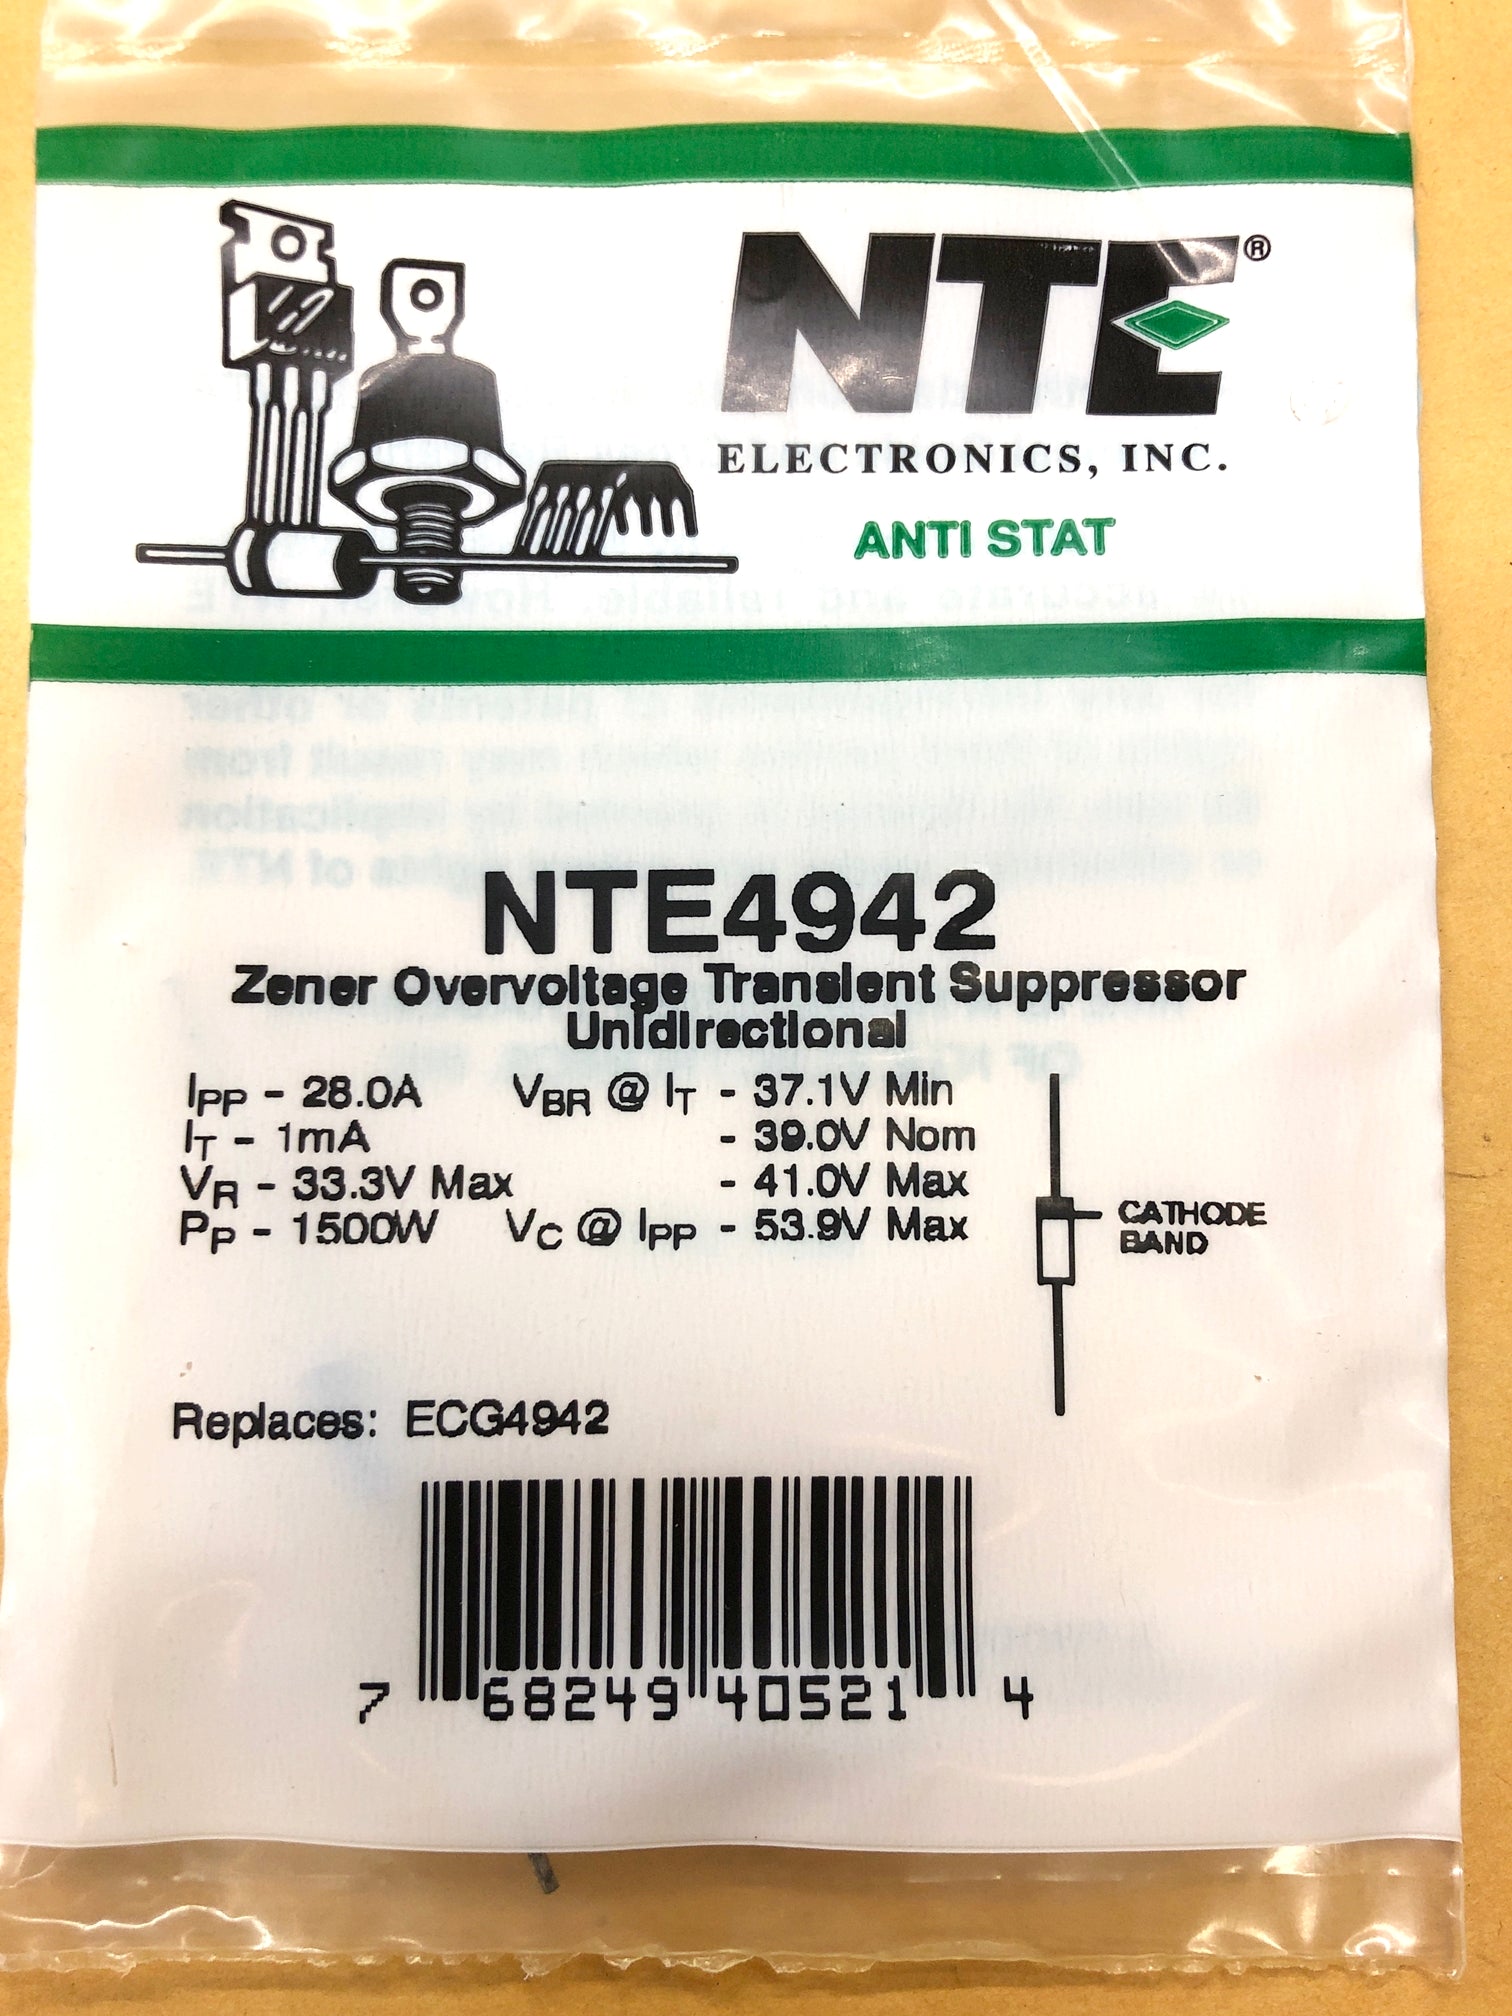 NTE®
ELECTRONICS, INC.
ANTI STAT
NTE4942
Zener Overvoltage Transient Suppressor
Unidirectional
IPP - 28.0A VBR @ IT - 37.1V Min
IT - 1mA - 39.0V Nom
VR - 33.3V Max - 41.0V Max
PP - 1500W VC @ IPP - 53.9V Max
CATHODE
BAND
Replaces: ECG4942
7 68249 40521 4